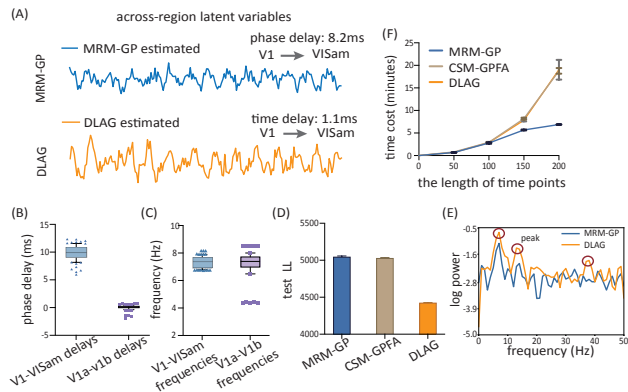 (A)
across-region latent variables
MRM-GP
MRM-GP estimated
phase delay: 8.2ms
V1 → VISam
DLAG
DLAG estimated
time delay: 1.1ms
V1 → VISam
(F)
time cost (minutes)
25
20
15
10
5
0
MRM-GP
CSM-GPFA
DLAG
0 50 100 150 200
the length of time points
(B)
phase delay (ms)
15
10
5
0
V1-VISam delays
V1a-v1b delays
(C)
frequency (Hz)
10
8
6
4
2
V1-VISam
frequencies
V1a-V1b
frequencies
(D)
test LL
5500
5000
4500
4000
MRM-GP
CSM-GPFA
DLAG
(E)
log power
-0.5
-2.0
-3.5
-5.0
peak
MRM-GP
DLAG
0 10 20 30 40 50
frequency (Hz)